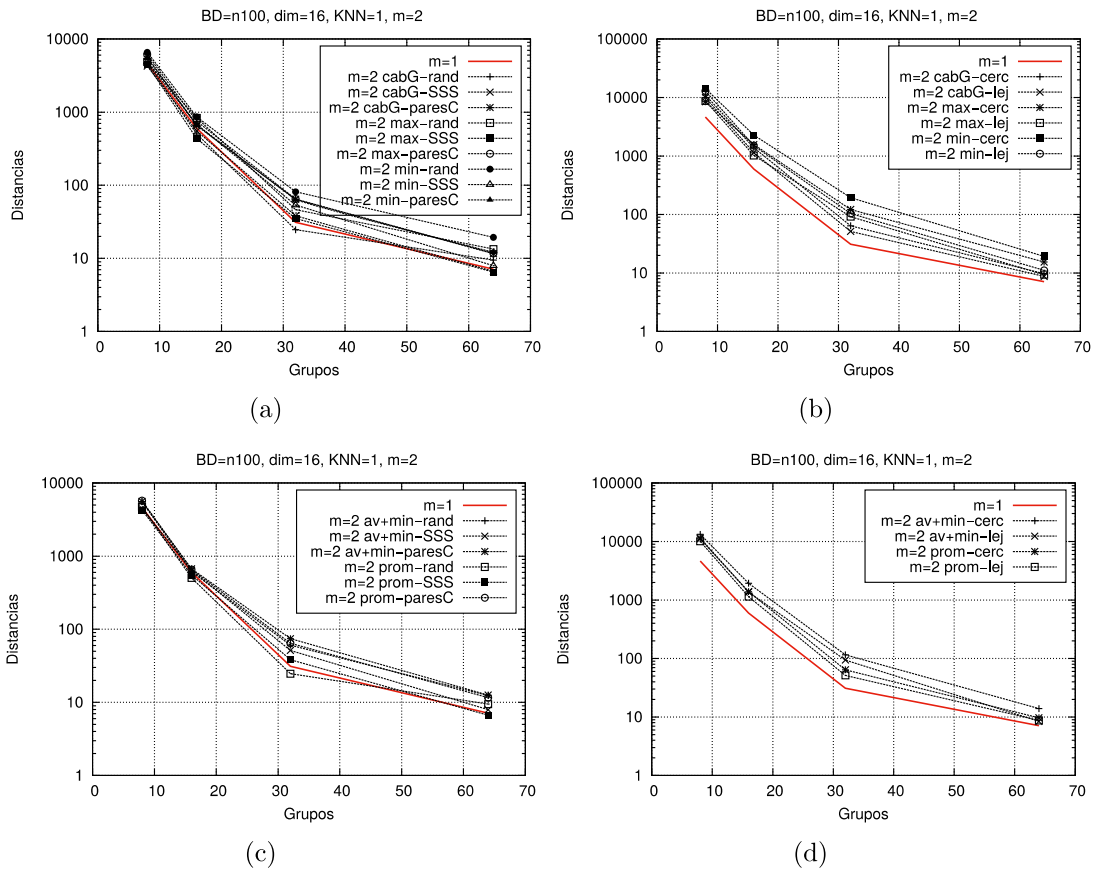 BD=n100, dim=16, KNN=1, m=2
10000
1000
100
10
1
0 10 20 30 40 50 60 70
Distancias
Grupos
m=1
m=2 cabG-rand
m=2 cabG-SSS
m=2 cabG-paresC
m=2 max-rand
m=2 max-SSS
m=2 max-paresC
m=2 min-rand
m=2 min-SSS
m=2 min-paresC
(a)
BD=n100, dim=16, KNN=1, m=2
100000
10000
1000
100
10
1
0 10 20 30 40 50 60 70
Distancias
Grupos
m=1
m=2 cabG-cerc
m=2 cabG-lej
m=2 max-cerc
m=2 max-lej
m=2 min-cerc
m=2 min-lej
(b)
BD=n100, dim=16, KNN=1, m=2
10000
1000
100
10
1
0 10 20 30 40 50 60 70
Distancias
Grupos
m=1
m=2 av+min-rand
m=2 av+min-SSS
m=2 av+min-paresC
m=2 prom-rand
m=2 prom-SSS
m=2 prom-paresC
(c)
BD=n100, dim=16, KNN=1, m=2
100000
10000
1000
100
10
1
0 10 20 30 40 50 60 70
Distancias
Grupos
m=1
m=2 av+min-cerc
m=2 av+min-lej
m=2 prom-cerc
m=2 prom-lej
(d)